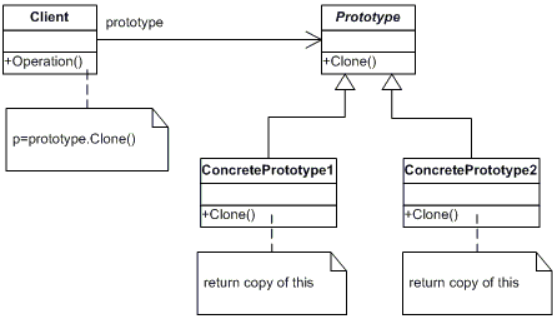 Client
prototype
Prototype
+Operation()
+Clone()
p=prototype.Clone()
ConcretePrototype1
ConcretePrototype2
+Clone()
+Clone()
return copy of this
return copy of this